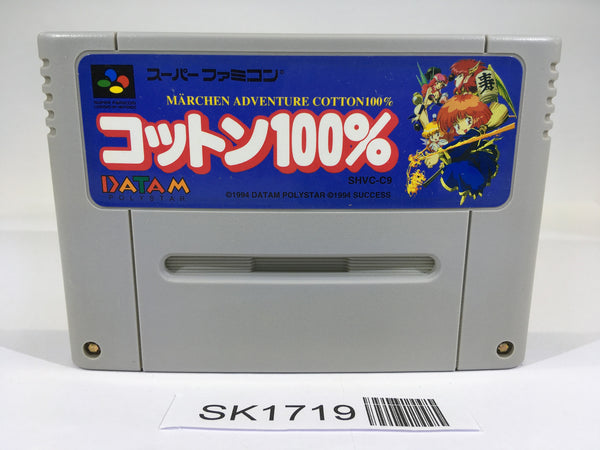 スーパーファミコン
MÄRCHEN ADVENTURE COTTON100%
コットン100%
寿
DATAM
POLYSTAR
SHVC-C9
©1994 DATAM POLYSTAR ©1994 SUCCESS
SK1719